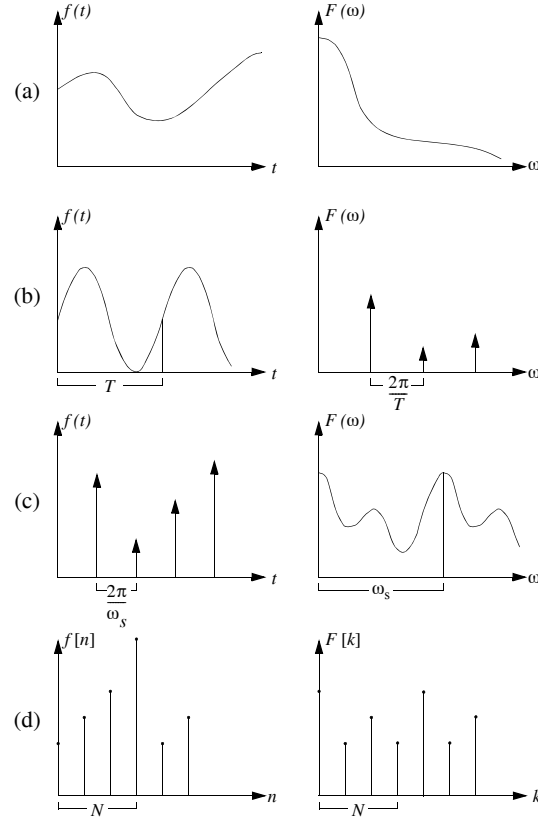 f(t) F(ω)
(a)
t ω
f(t) F(ω)
(b)
t ω
T 2π
T
f(t) F(ω)
(c)
t ω
2π
ωs
ωs
f[n] F[k]
(d)
n k
N N